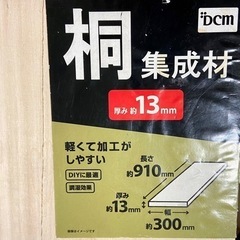 DCM
桐 集成材
厚み 約13mm
軽くて加工が
しやすい
DIYに最適
調湿効果
長さ
約910mm
厚み
約13mm
幅
約300mm